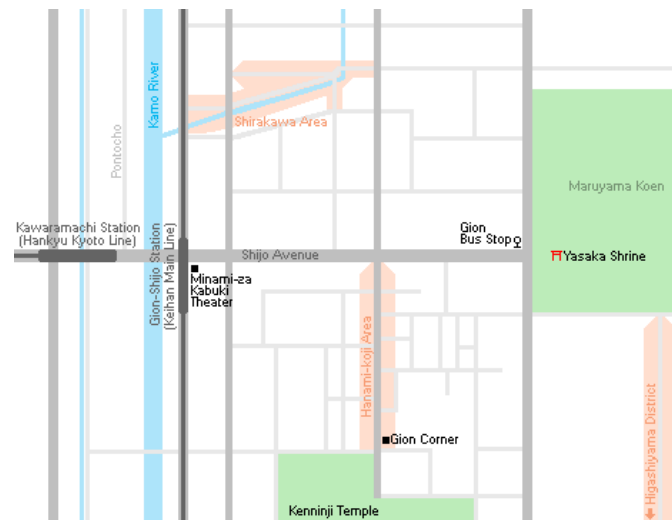 Kamo River
Pontocho
Shirakawa Area
Maruyama Koen
Kawaramachi Station
(Hankyu Kyoto Line)
Gion-Shijo Station
(Keihan Main Line)
Shijo Avenue
Gion
Bus Stop
Yasaka Shrine
Minami-za
Kabuki
Theater
Hanami-koji Area
Gion Corner
Higashiyama District
Kenninji Temple